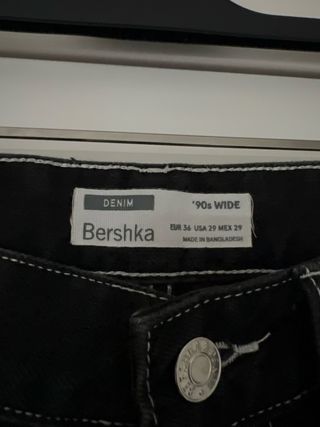 DENIM
'90s WIDE
Bershka
EUR 36 USA 29 MEX 29
MADE IN BANGLADESH